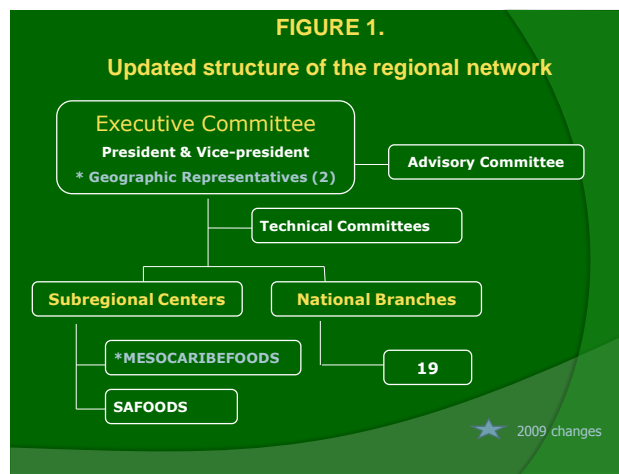 FIGURE 1.
Updated structure of the regional network
Executive Committee
President & Vice-president
* Geographic Representatives (2)
Advisory Committee
Technical Committees
Subregional Centers
National Branches
*MESOCARIBEFOODS
19
SAFOODS
2009 changes